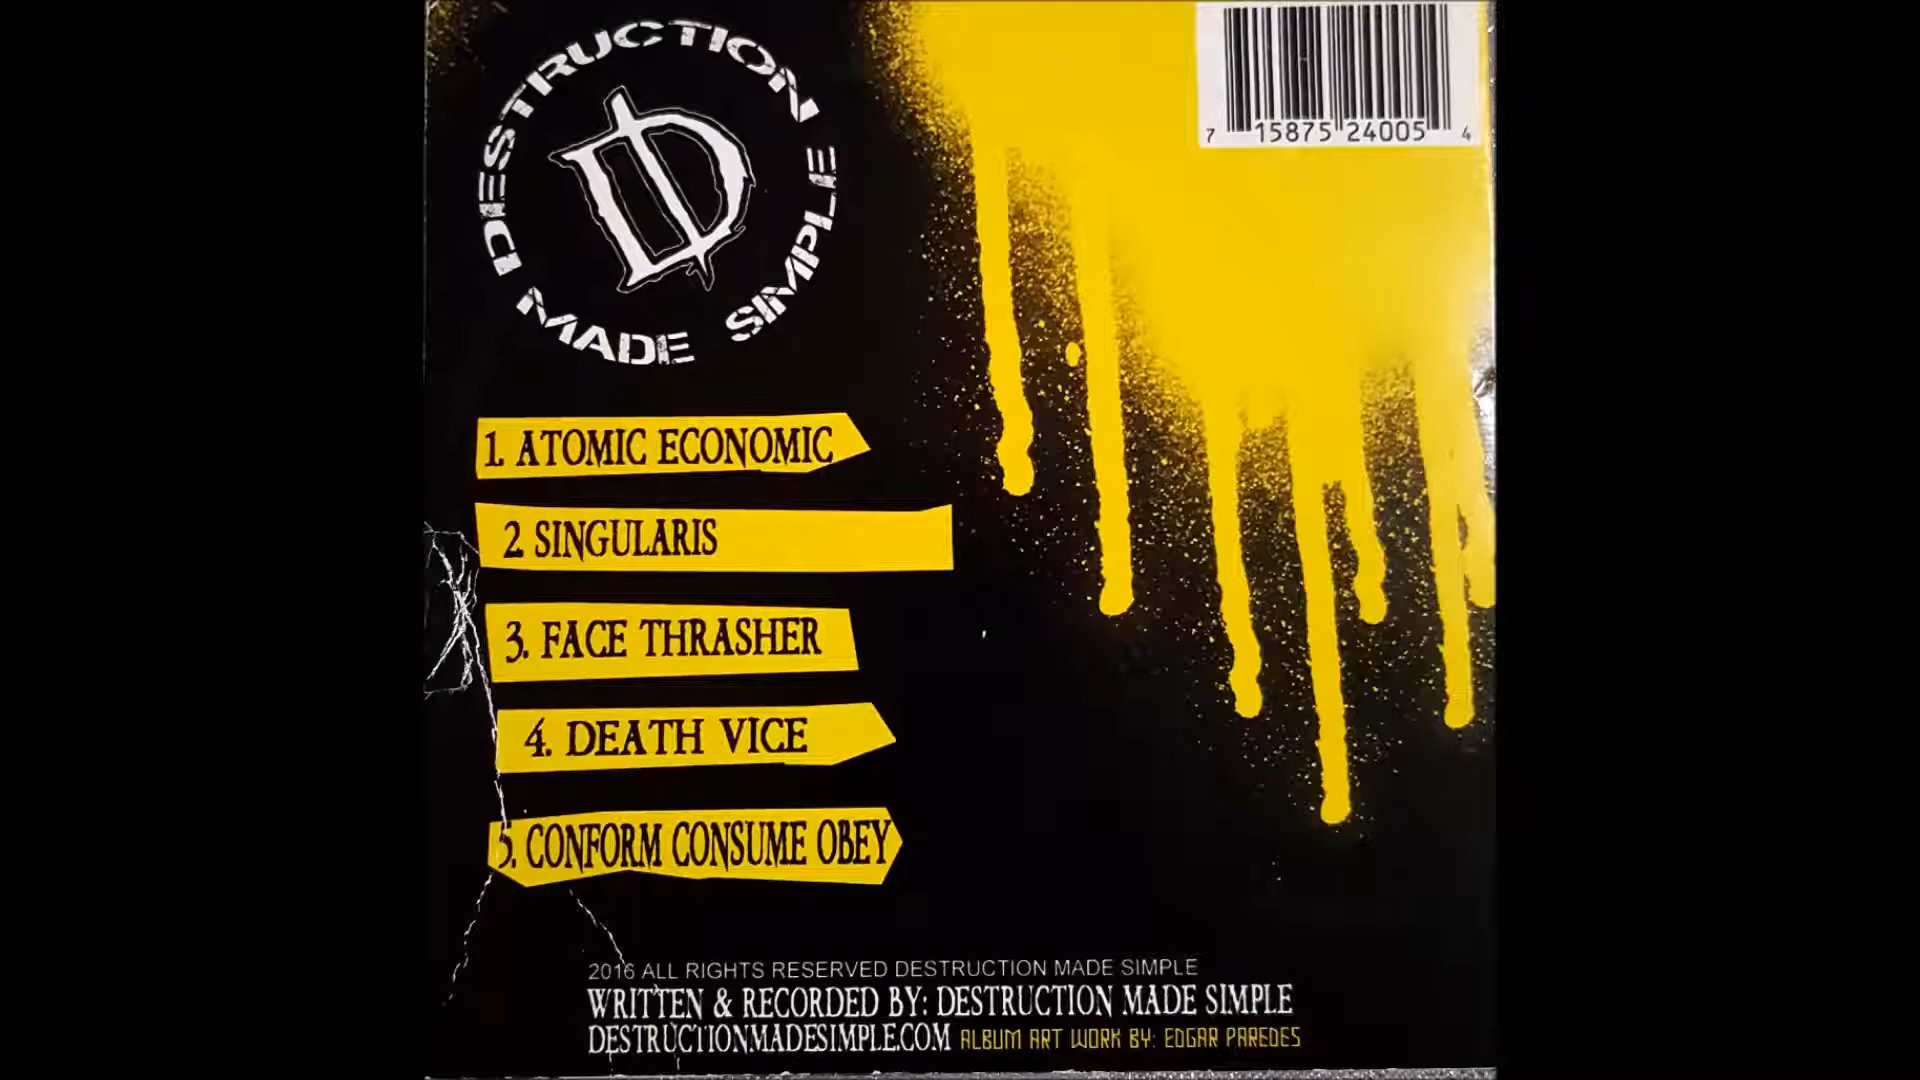 DESTRUCTION MADE SIMPLE
D
7 15875 24005 4
1. ATOMIC ECONOMIC
2 SINGULARIS
3. FACE THRASHER
4. DEATH VICE
5. CONFORM CONSUME OBEY
2016 ALL RIGHTS RESERVED DESTRUCTION MADE SIMPLE
WRITTEN & RECORDED BY: DESTRUCTION MADE SIMPLE
DESTRUCTIONMADESIMPLE.COM ALBUM ART WORK BY: EDGAR PAREDES